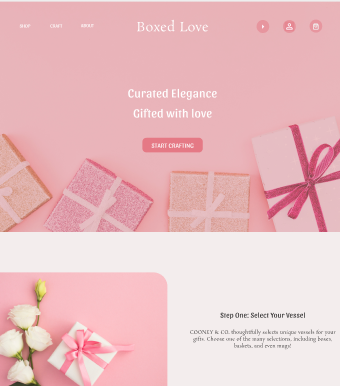 SHOP CRAFT ABOUT
Boxed Love
Curated Elegance
Gifted with love
START CRAFTING
Step One: Select Your Vessel
COONEY & CO. thoughtfully selects unique vessels for your
gifts. Choose one of the many selections, including boxes,
baskets, and even mugs!